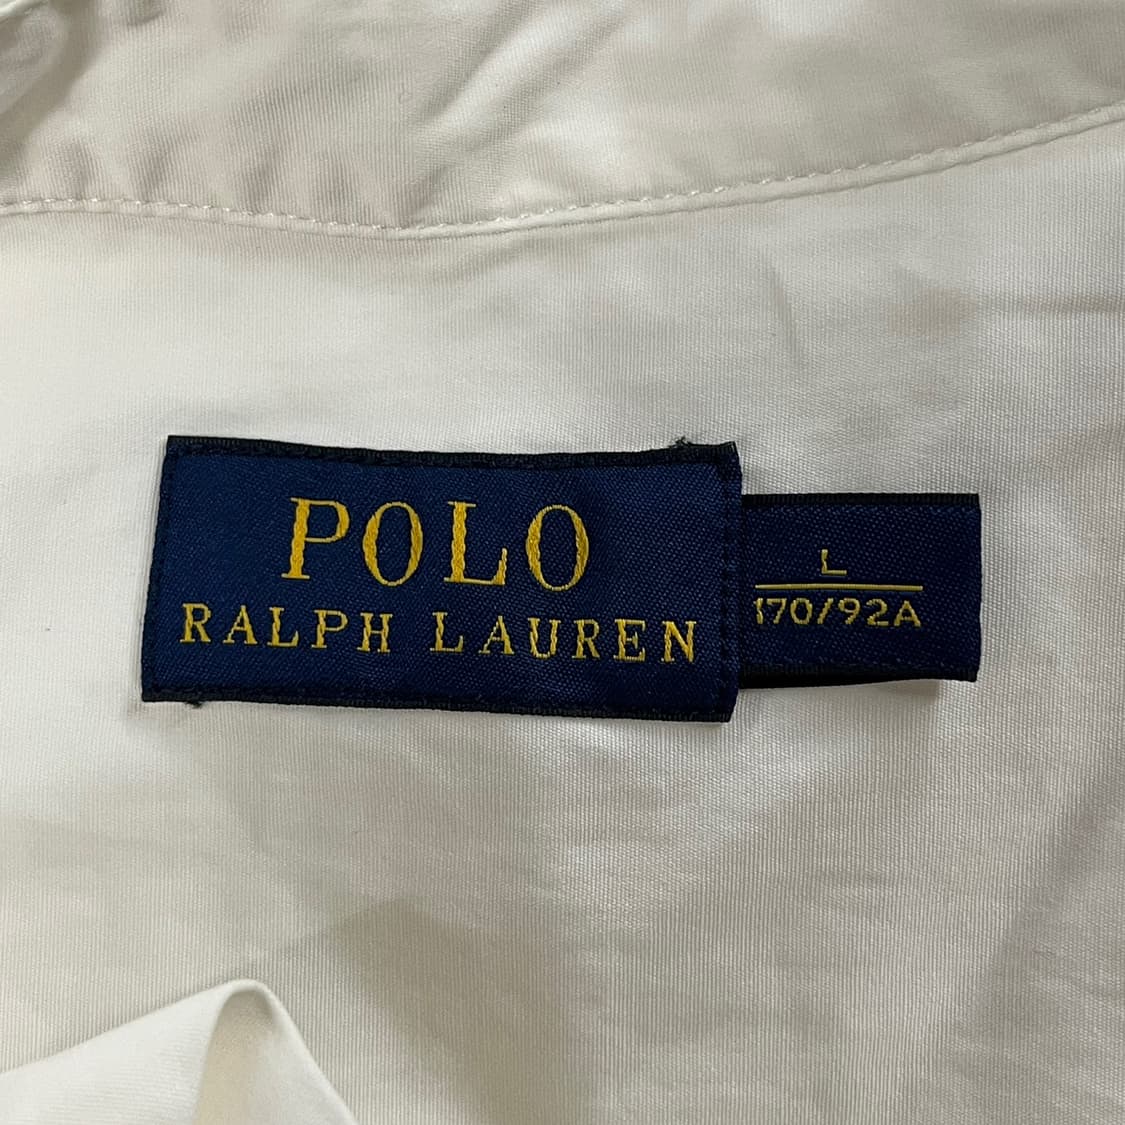 POLO
RALPH LAUREN
L
170/92A